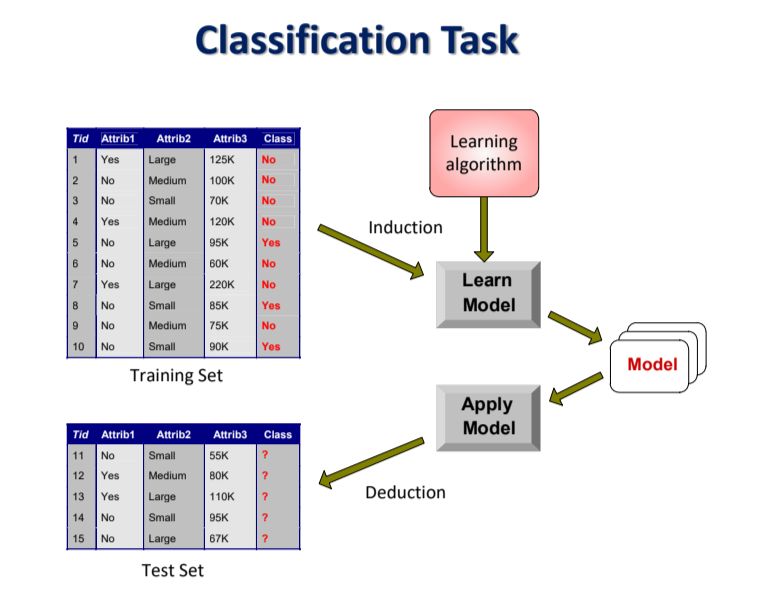 Classification Task
Tid Attrib1 Attrib2 Attrib3 Class
1 Yes Large 125K No
2 No Medium 100K No
3 No Small 70K No
4 Yes Medium 120K No
5 No Large 95K Yes
6 No Medium 60K No
7 Yes Large 220K No
8 No Small 85K Yes
9 No Medium 75K No
10 No Small 90K Yes
Training Set
Learning
algorithm
Induction
Learn
Model
Model
Apply
Model
Deduction
Tid Attrib1 Attrib2 Attrib3 Class
11 No Small 55K ?
12 Yes Medium 80K ?
13 Yes Large 110K ?
14 No Small 95K ?
15 No Large 67K ?
Test Set